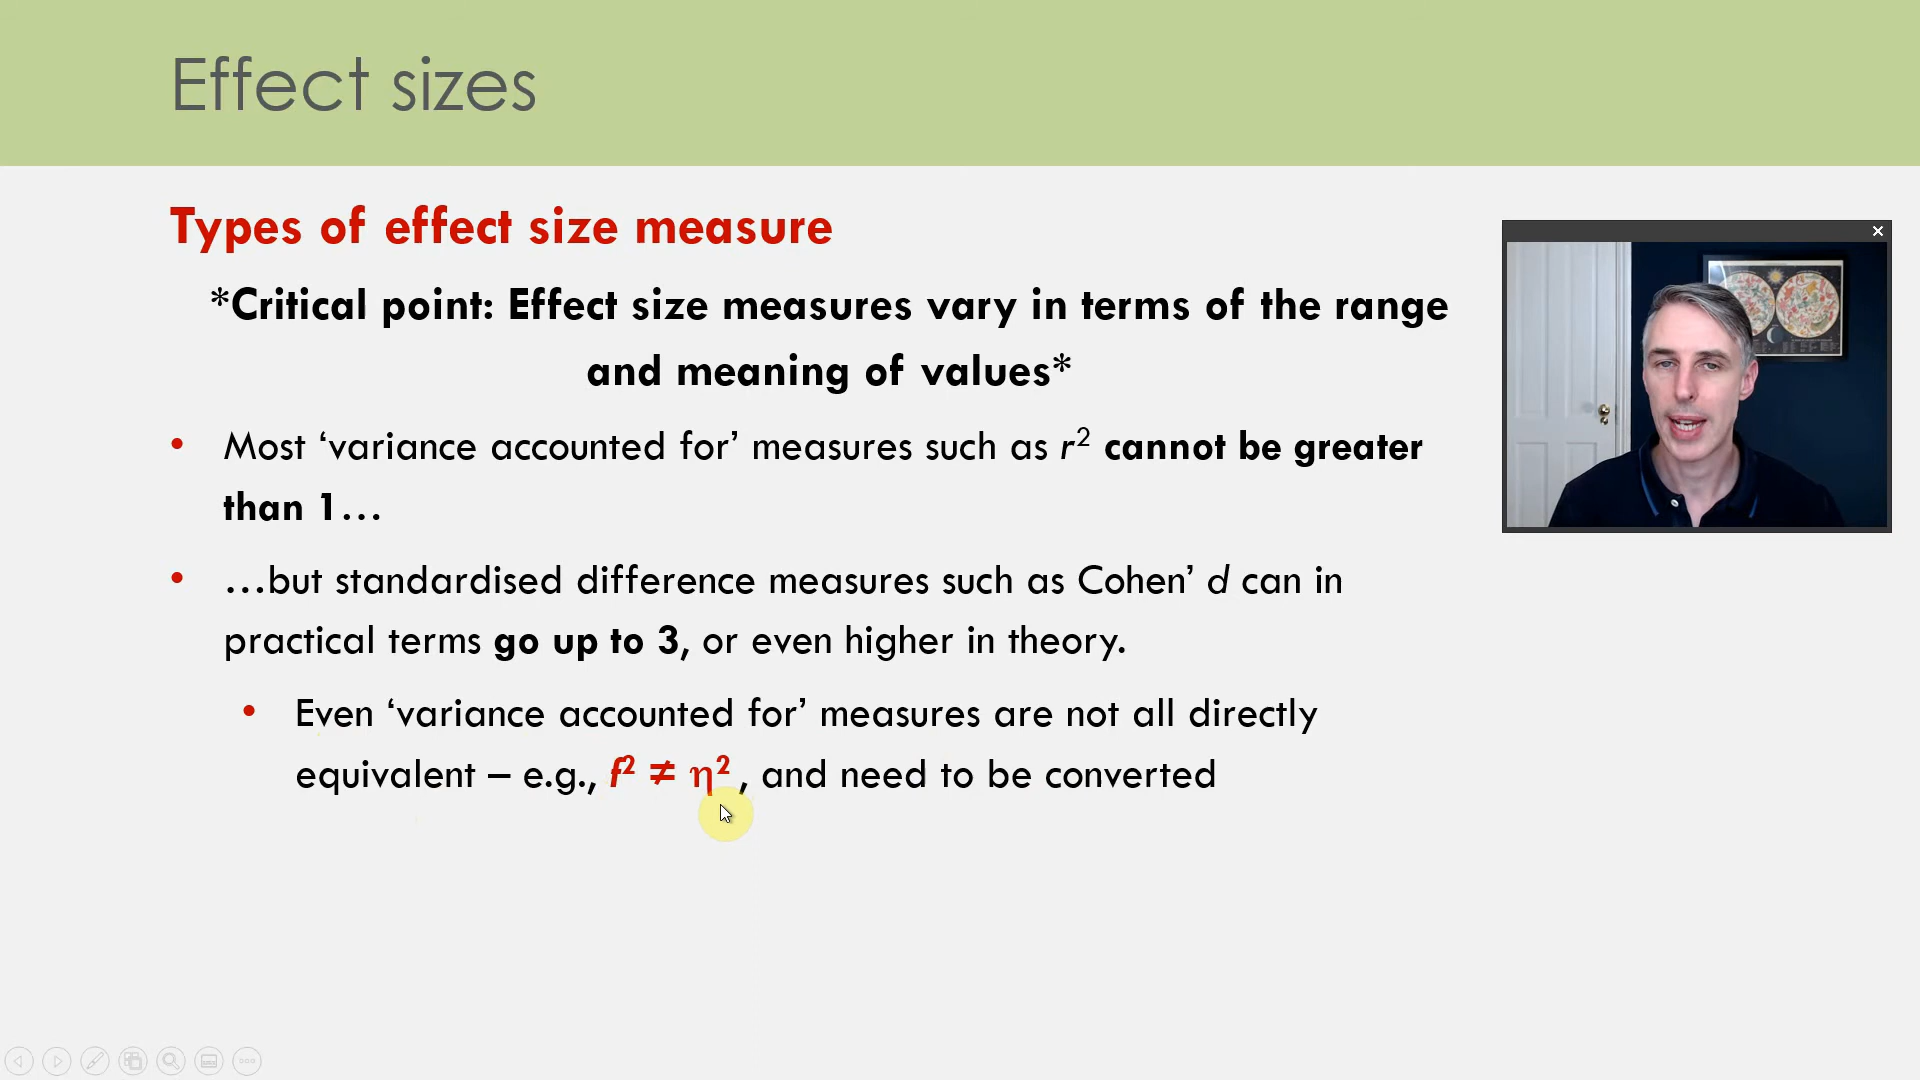 Effect sizes
Types of effect size measure
*Critical point: Effect size measures vary in terms of the range
and meaning of values*
• Most ‘variance accounted for’ measures such as r² cannot be greater
than 1…
• …but standardised difference measures such as Cohen’ d can in
practical terms go up to 3, or even higher in theory.
• Even ‘variance accounted for’ measures are not all directly
equivalent – e.g., f² ≠ η² , and need to be converted